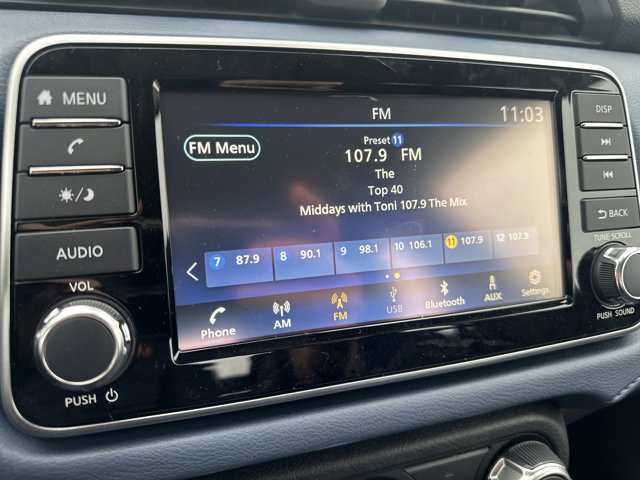 MENU
AUDIO
VOL
PUSH
FM
11:03
FM Menu
Preset 11
107.9 FM
The
Top 40
Middays with Toni 107.9 The Mix
7 87.9
8 90.1
9 98.1
10 106.1
11 107.9
12 107.9
Phone
AM
FM
USB
Bluetooth
AUX
Settings
DISP
BACK
TUNE-SCROLL
PUSH SOUND